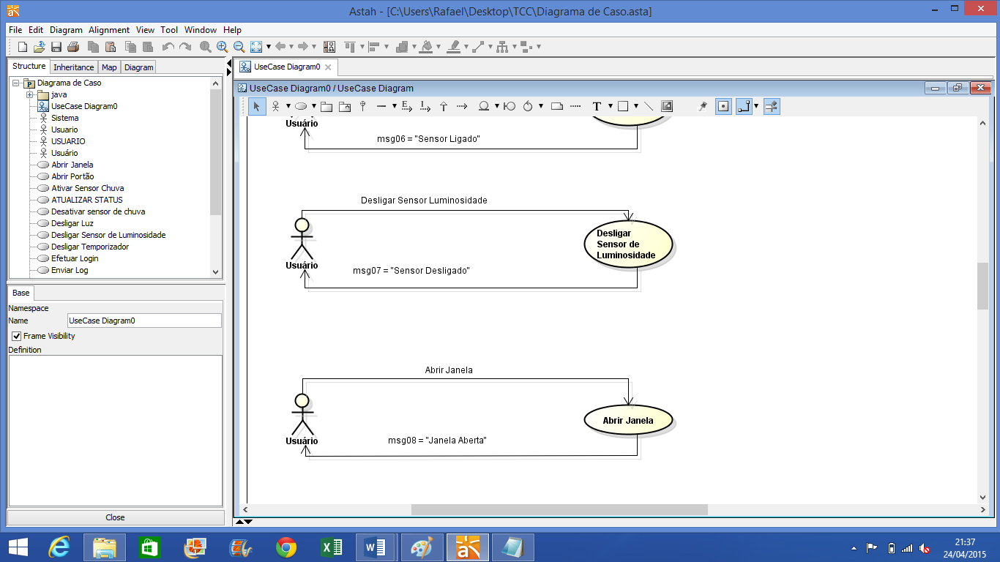 Astah - [C:\Users\Rafael\Desktop\TCC\Diagrama de Caso.asta]
File Edit Diagram Alignment View Tool Window Help
Structure Inheritance Map Diagram
Diagrama de Caso
java
UseCase Diagram0
Sistema
Usuario
USUARIO
Usuário
Abrir Janela
Abrir Portão
Ativar Sensor Chuva
ATUALIZAR STATUS
Desativar sensor de chuva
Desligar Luz
Desligar Sensor de Luminosidade
Desligar Temporizador
Efetuar Login
Enviar Log
Base
Namespace
Name UseCase Diagram0
Frame Visibility
Definition
Close
UseCase Diagram0
UseCase Diagram0 / UseCase Diagram
T
Usuário
msg06 = "Sensor Ligado"
Desligar Sensor Luminosidade
Desligar
Sensor de
Luminosidade
Usuário
msg07 = "Sensor Desligado"
Abrir Janela
Abrir Janela
Usuário
msg08 = "Janela Aberta"
21:37
24/04/2015